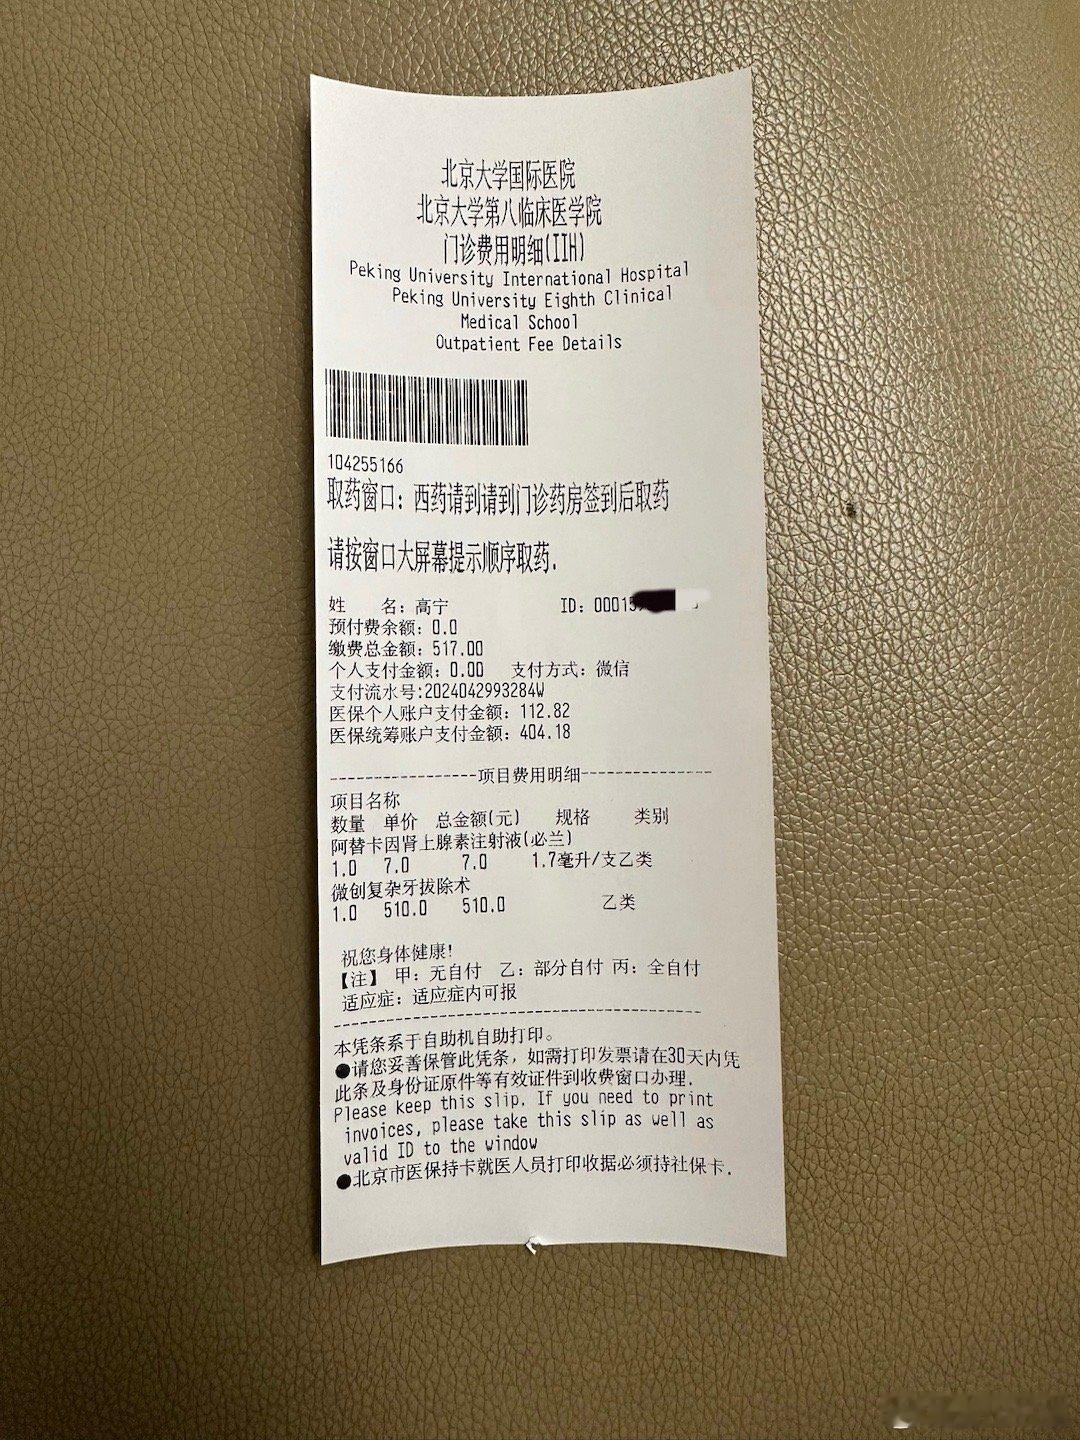 北京大学国际医院
北京大学第八临床医学院
门诊费用明细(IIH)
Peking University International Hospital
Peking University Eighth Clinical
Medical School
Outpatient Fee Details
104255166
取药窗口：西药请到请到门诊药房签到后取药
请按窗口大屏幕提示顺序取药.
姓 名：高宁 ID：00015
预付费余额：0.0
缴费总金额：517.00
个人支付金额：0.00 支付方式：微信
支付流水号:2024042993284W
医保个人账户支付金额：112.82
医保统筹账户支付金额：404.18
----------------项目费用明细---------------
项目名称
数量 单价 总金额(元) 规格 类别
阿替卡因肾上腺素注射液(必兰)
1.0 7.0 7.0 1.7毫升/支乙类
微创复杂牙拔除术
1.0 510.0 510.0 乙类
祝您身体健康!
【注】 甲：无自付 乙：部分自付 丙：全自付
适应症：适应症内可报
----------------------------------------
本凭条系于自助机自助打印。
●请您妥善保管此凭条，如需打印发票请在30天内凭
此条及身份证原件等有效证件到收费窗口办理.
Please keep this slip. If you need to print
invoices, please take this slip as well as
valid ID to the window
●北京市医保持卡就医人员打印收据必须持社保卡.